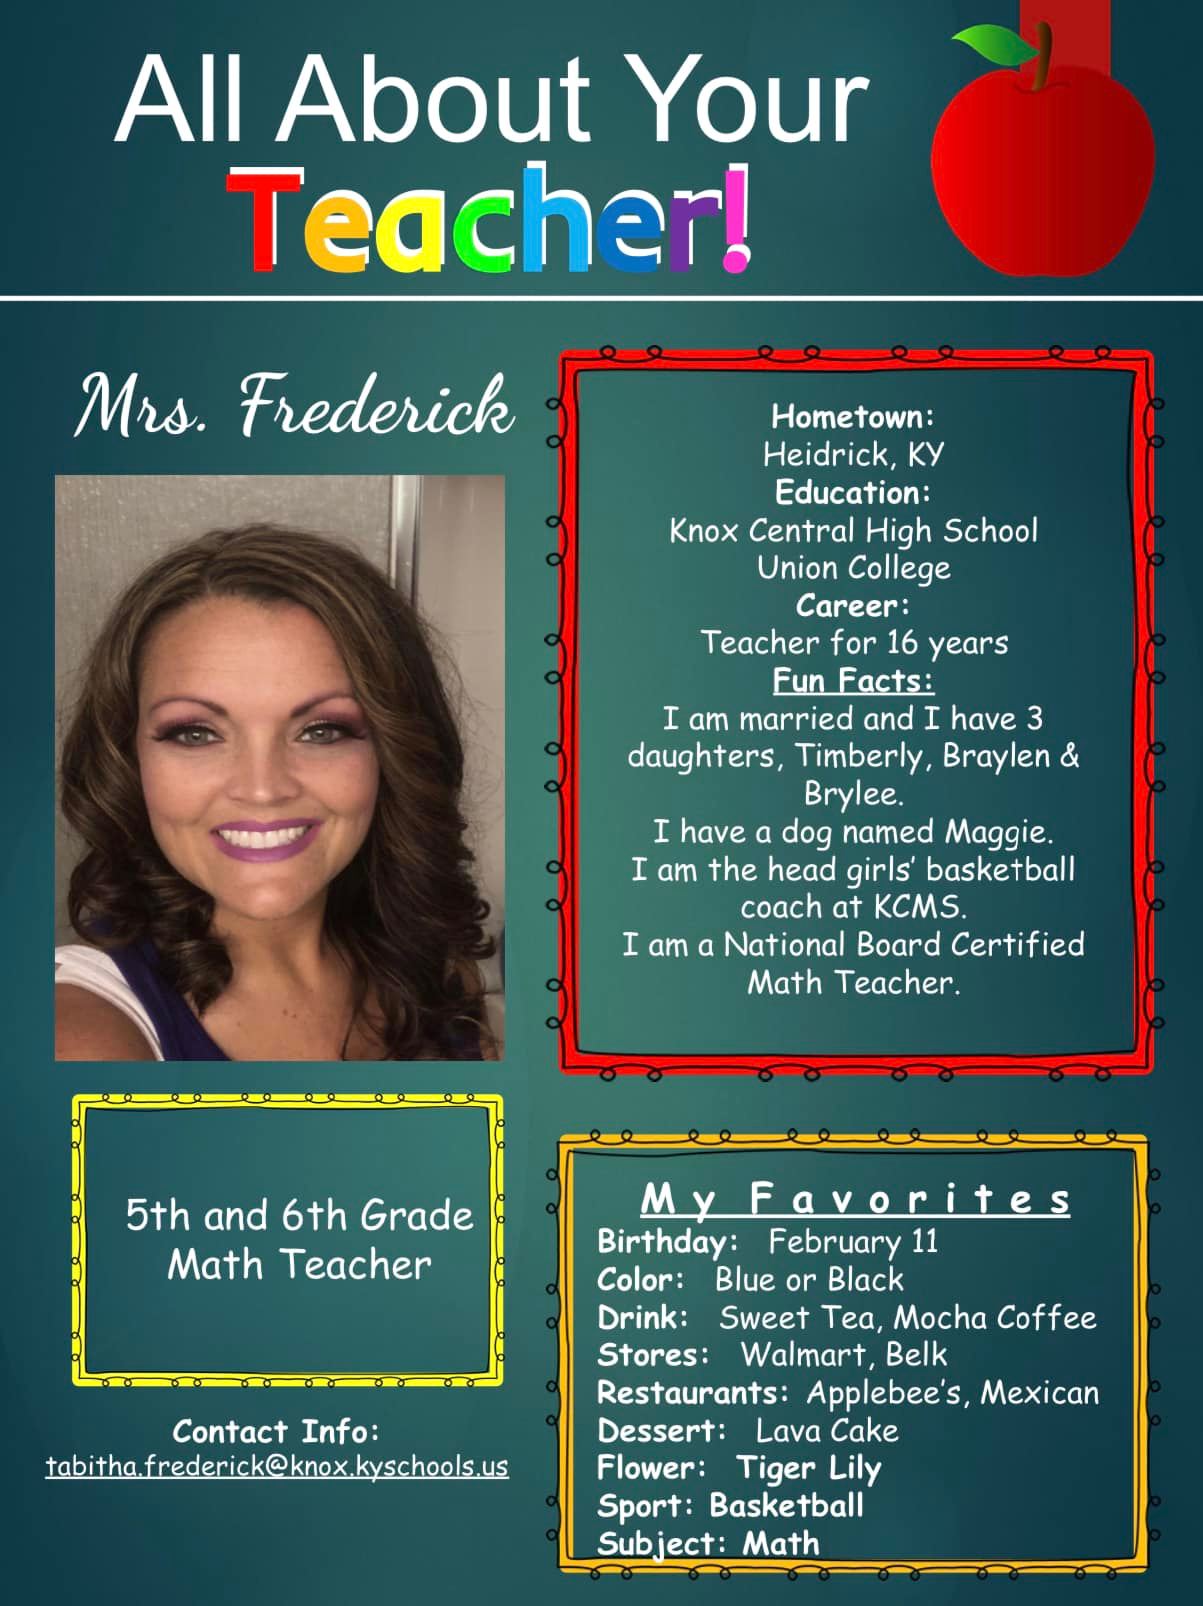 All About Your
Teacher!
Mrs. Frederick
Hometown:
Heidrick, KY
Education:
Knox Central High School
Union College
Career:
Teacher for 16 years
Fun Facts:
I am married and I have 3
daughters, Timberly, Braylen &
Brylee.
I have a dog named Maggie.
I am the head girls’ basketball
coach at KCMS.
I am a National Board Certified
Math Teacher.
5th and 6th Grade
Math Teacher
Contact Info:
tabitha.frederick@knox.kyschools.us
My Favorites
Birthday: February 11
Color: Blue or Black
Drink: Sweet Tea, Mocha Coffee
Stores: Walmart, Belk
Restaurants: Applebee’s, Mexican
Dessert: Lava Cake
Flower: Tiger Lily
Sport: Basketball
Subject: Math